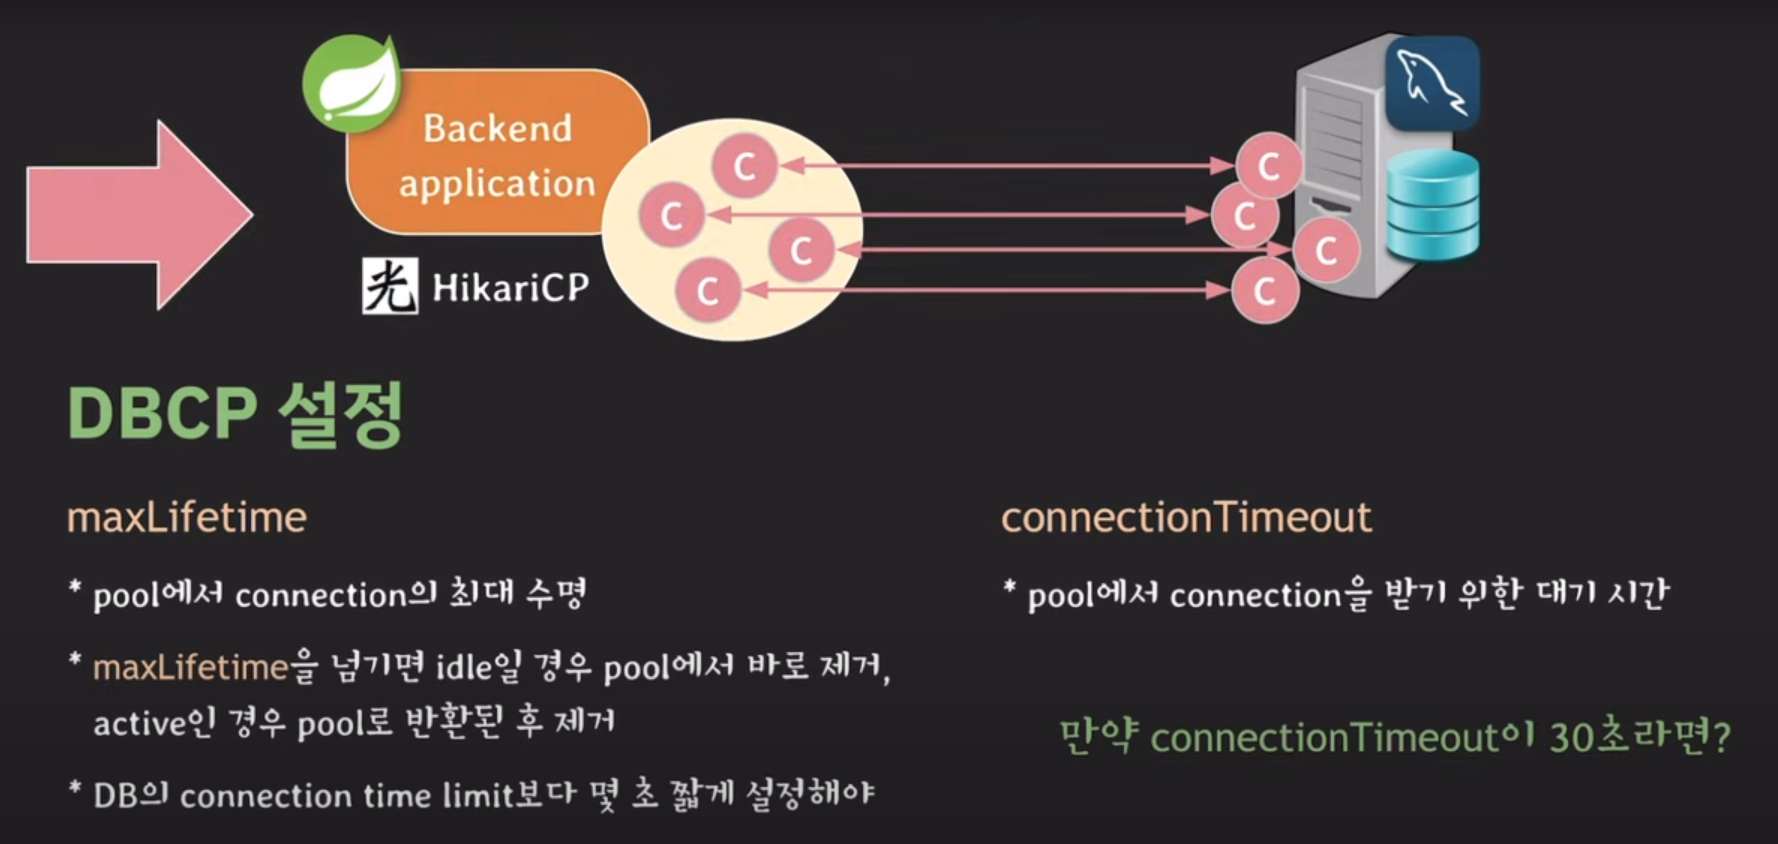 Backend
application
光 HikariCP
C
C
C
C
C
C
C
C
DBCP 설정
maxLifetime
* pool에서 connection의 최대 수명
* maxLifetime을 넘기면 idle일 경우 pool에서 바로 제거,
active인 경우 pool로 반환된 후 제거
* DB의 connection time limit보다 몇 초 짧게 설정해야
connectionTimeout
* pool에서 connection을 받기 위한 대기 시간
만약 connectionTimeout이 30초라면?